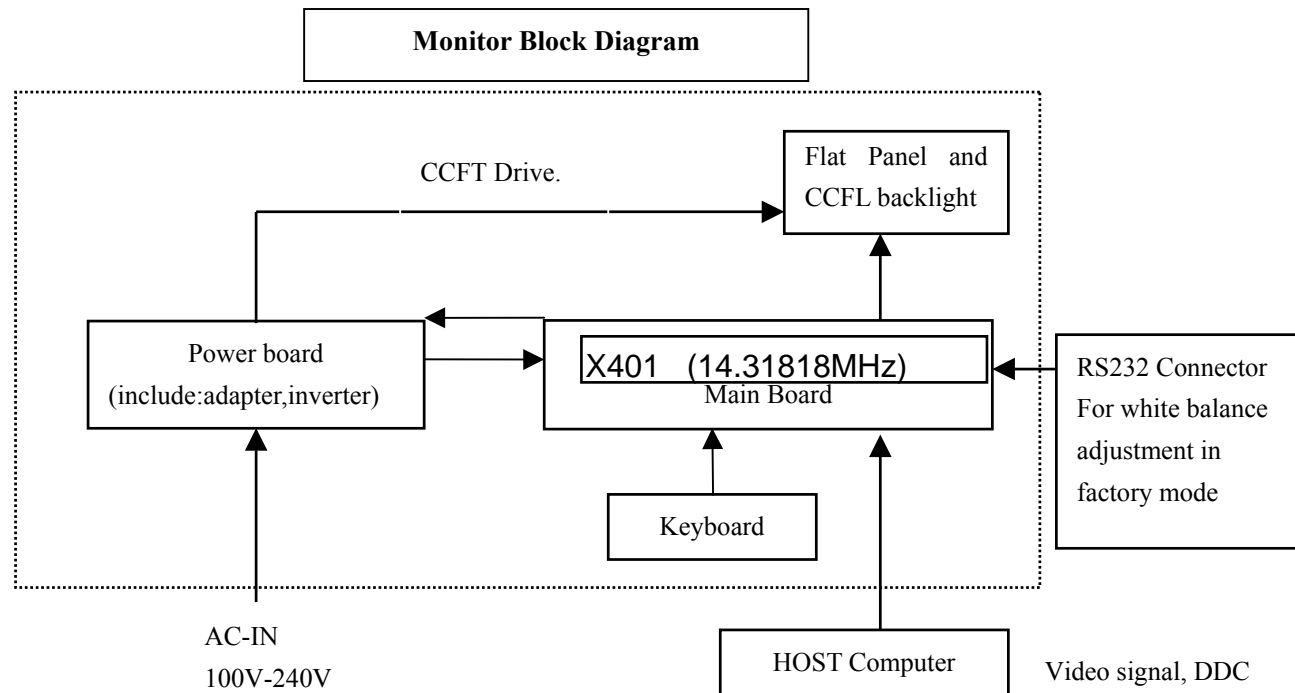 Monitor Block Diagram
Flat Panel and
CCFL backlight
CCFT Drive.
Power board
(include:adapter,inverter)
X401 (14.31818MHz)
Main Board
RS232 Connector
For white balance
adjustment in
factory mode
Keyboard
AC-IN
100V-240V
HOST Computer
Video signal, DDC